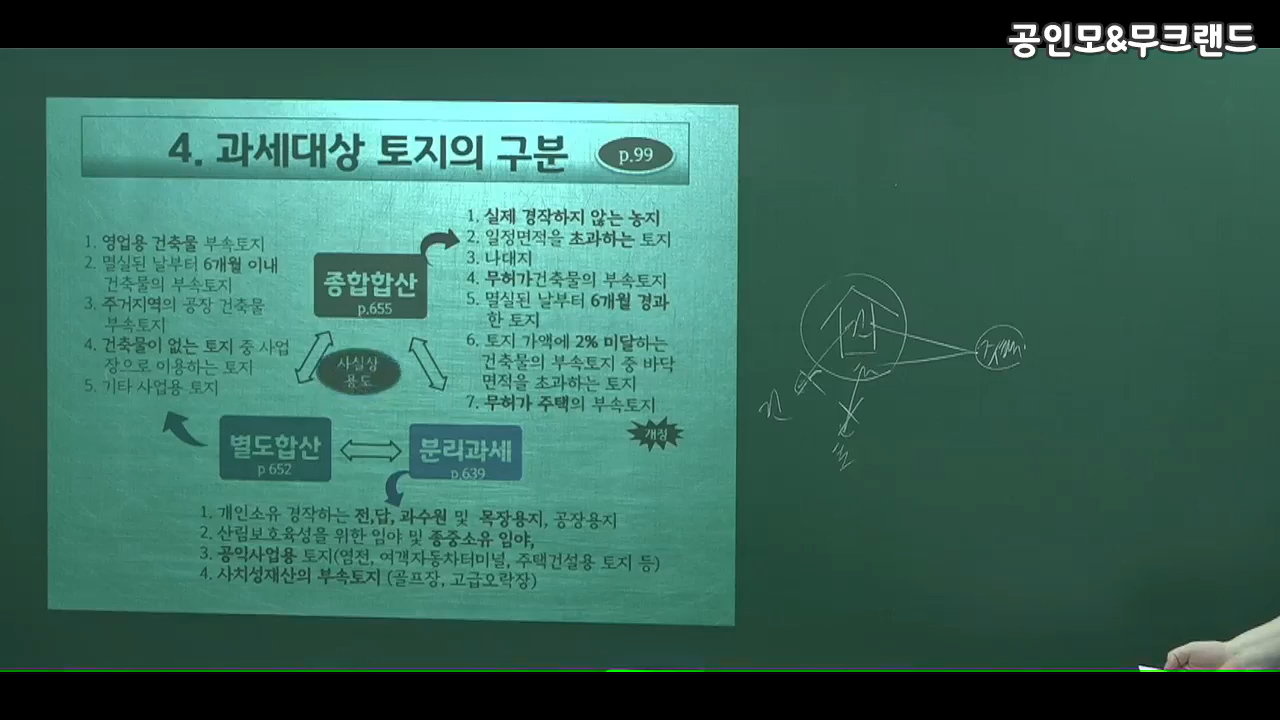 공인모&무크랜드
4. 과세대상 토지의 구분
p.99
1. 영업용 건축물 부속토지
2. 멸실된 날부터 6개월 이내
건축물의 부속토지
3. 주거지역의 공장 건축물
부속토지
4. 건축물이 없는 토지 중 사업
장으로 이용하는 토지
5. 기타 사업용 토지
종합합산
p.655
사실상
용도
1. 실제 경작하지 않는 농지
2. 일정면적을 초과하는 토지
3. 나대지
4. 무허가건축물의 부속토지
5. 멸실된 날부터 6개월 경과
한 토지
6. 토지 가액에 2% 미달하는
건축물의 부속토지 중 바닥
면적을 초과하는 토지
7. 무허가 주택의 부속토지
개정
별도합산
p 652
분리과세
p.639
1. 개인소유 경작하는 전,답, 과수원 및 목장용지, 공장용지
2. 산림보호육성을 위한 임야 및 종중소유 임야,
3. 공익사업용 토지(염전, 여객자동차터미널, 주택건설용 토지 등)
4. 사치성재산의 부속토지 (골프장, 고급오락장)